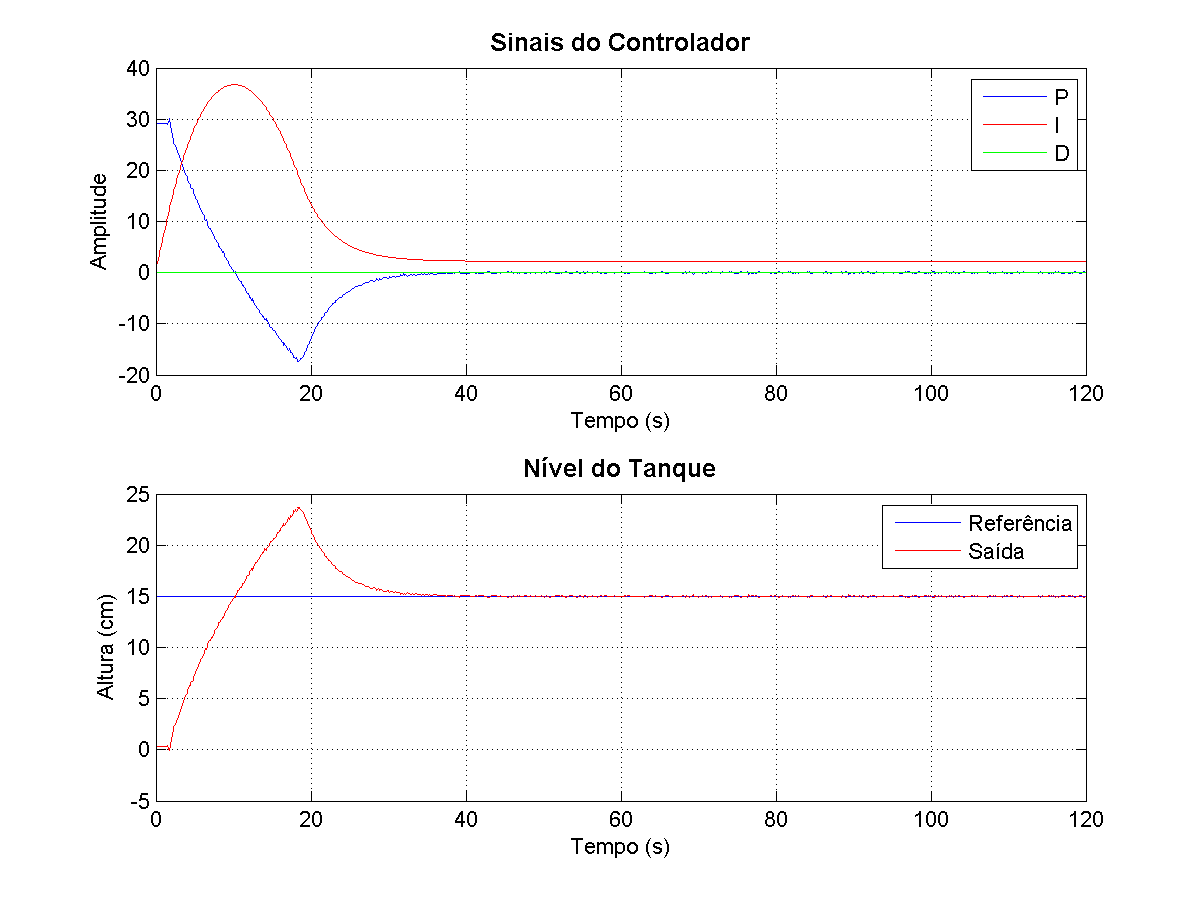 Sinais do Controlador
40
30
20
10
0
-10
-20
Amplitude
P
I
D
0 20 40 60 80 100 120
Tempo (s)
Nível do Tanque
25
20
15
10
5
0
-5
Altura (cm)
Referência
Saída
0 20 40 60 80 100 120
Tempo (s)